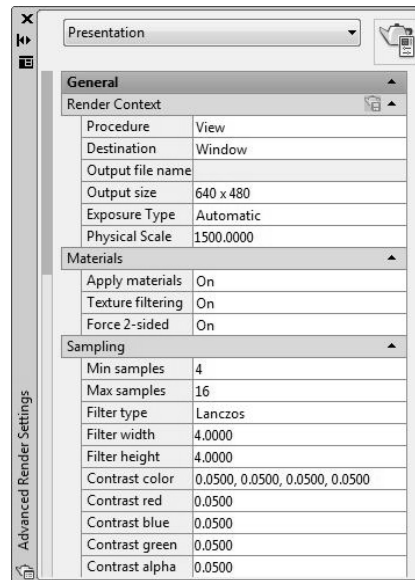 Presentation
General
Render Context
Procedure View
Destination Window
Output file name
Output size 640 x 480
Exposure Type Automatic
Physical Scale 1500.0000
Materials
Apply materials On
Texture filtering On
Force 2-sided On
Sampling
Min samples 4
Max samples 16
Filter type Lanczos
Filter width 4.0000
Filter height 4.0000
Contrast color 0.0500, 0.0500, 0.0500, 0.0500
Contrast red 0.0500
Contrast blue 0.0500
Contrast green 0.0500
Contrast alpha 0.0500
Advanced Render Settings